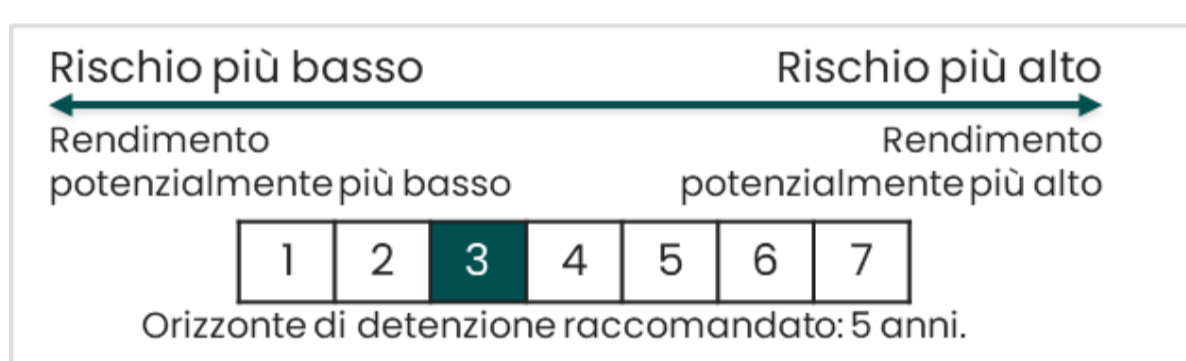 Rischio più basso Rischio più alto
Rendimento Rendimento
potenzialmente più basso potenzialmente più alto
1 2 3 4 5 6 7
Orizzonte di detenzione raccomandato: 5 anni.